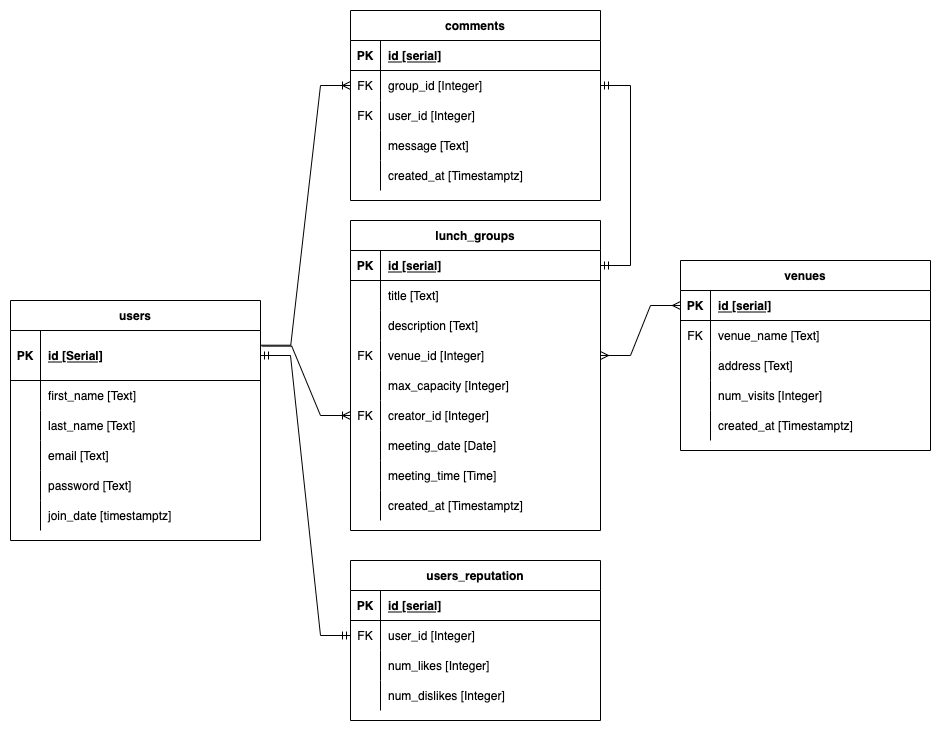 comments
PK id [serial]
FK group_id [Integer]
FK user_id [Integer]
message [Text]
created_at [Timestamptz]
lunch_groups
PK id [serial]
title [Text]
description [Text]
FK venue_id [Integer]
max_capacity [Integer]
FK creator_id [Integer]
meeting_date [Date]
meeting_time [Time]
created_at [Timestamptz]
venues
PK id [serial]
FK venue_name [Text]
address [Text]
num_visits [Integer]
created_at [Timestamptz]
users
PK id [Serial]
first_name [Text]
last_name [Text]
email [Text]
password [Text]
join_date [timestamptz]
users_reputation
PK id [serial]
FK user_id [Integer]
num_likes [Integer]
num_dislikes [Integer]